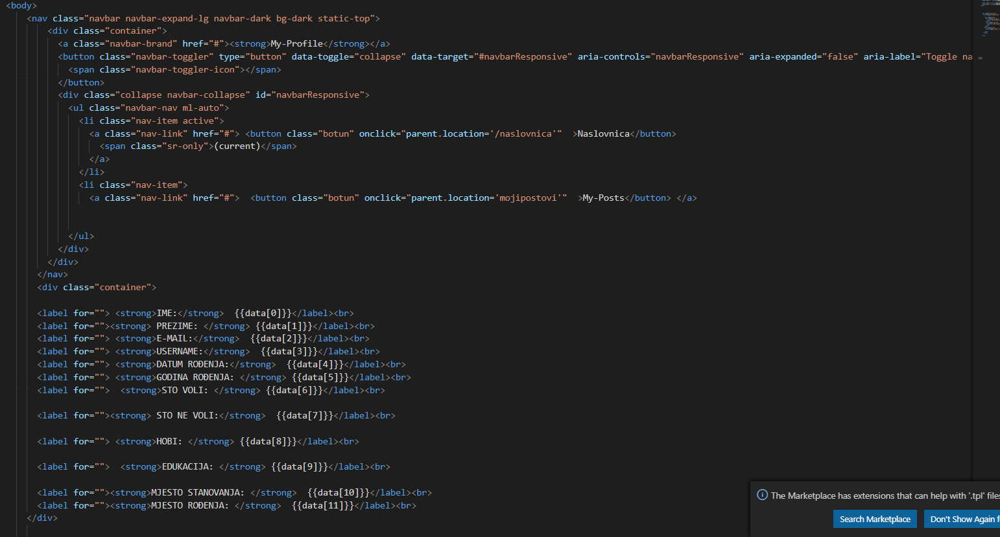 <body>
<nav class="navbar navbar-expand-lg navbar-dark bg-dark static-top">
<div class="container">
<a class="navbar-brand" href="#"><strong>My-Profile</strong></a>
<button class="navbar-toggler" type="button" data-toggle="collapse" data-target="#navbarResponsive" aria-controls="navbarResponsive" aria-expanded="false" aria-label="Toggle na
<span class="navbar-toggler-icon"></span>
</button>
<div class="collapse navbar-collapse" id="navbarResponsive">
<ul class="navbar-nav ml-auto">
<li class="nav-item active">
<a class="nav-link" href="#"> <button class="botun" onclick="parent.location='/naslovnica'"  >Naslovnica</button>
<span class="sr-only">(current)</span>
</a>
</li>
<li class="nav-item">
<a class="nav-link" href="#">  <button class="botun" onclick="parent.location='mojipostovi'"  >My-Posts</button> </a>
</ul>
</div>
</div>
</nav>
<div class="container">
<label for=""> <strong>IME:</strong>  {{data[0]}}</label><br>
<label for=""><strong> PREZIME: </strong> {{data[1]}}</label><br>
<label for=""> <strong>E-MAIL:</strong>  {{data[2]}}</label><br>
<label for=""> <strong>USERNAME:</strong>  {{data[3]}}</label><br>
<label for=""> <strong>DATUM ROĐENJA:</strong>  {{data[4]}}</label><br>
<label for=""> <strong>GODINA ROĐENJA: </strong> {{data[5]}}</label><br>
<label for="">  <strong>STO VOLI: </strong> {{data[6]}}</label><br>
<label for=""><strong> STO NE VOLI:</strong>  {{data[7]}}</label><br>
<label for=""> <strong>HOBI: </strong> {{data[8]}}</label><br>
<label for="">  <strong>EDUKACIJA: </strong> {{data[9]}}</label><br>
<label for=""><strong>MJESTO STANOVANJA: </strong>  {{data[10]}}</label><br>
<label for=""><strong>MJESTO ROĐENJA: </strong>  {{data[11]}}</label><br>
</div>
The Marketplace has extensions that can help with '.tpl' files
Search Marketplace
Don't Show Again f